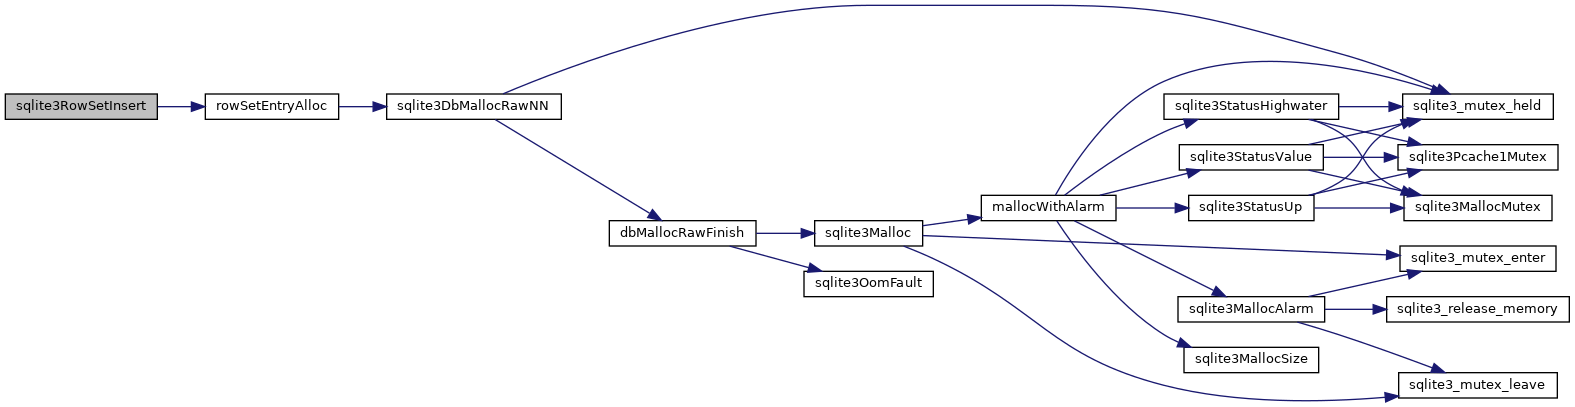 sqlite3RowSetInsert
rowSetEntryAlloc
sqlite3DbMallocRawNN
dbMallocRawFinish
sqlite3Malloc
sqlite3OomFault
mallocWithAlarm
sqlite3StatusHighwater
sqlite3StatusValue
sqlite3StatusUp
sqlite3MallocAlarm
sqlite3MallocSize
sqlite3_mutex_held
sqlite3Pcache1Mutex
sqlite3MallocMutex
sqlite3_mutex_enter
sqlite3_release_memory
sqlite3_mutex_leave